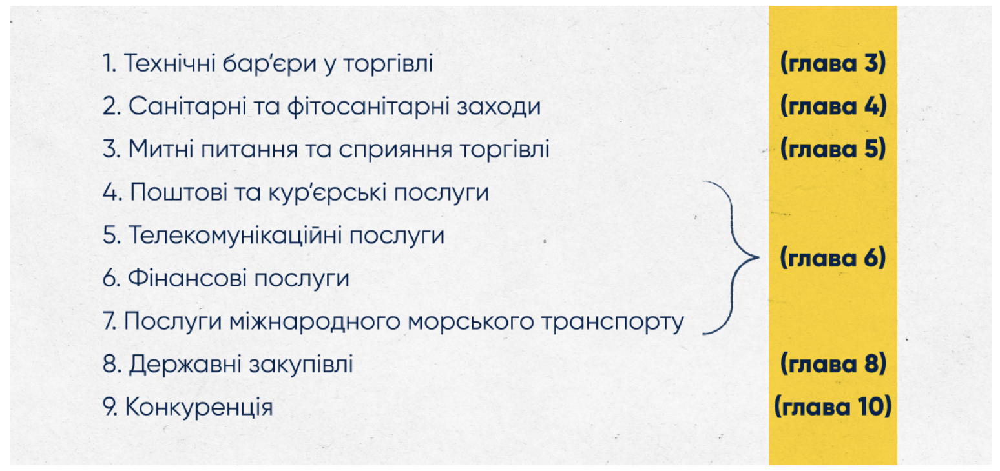 1. Технічні бар’єри у торгівлі (глава 3)
2. Санітарні та фітосанітарні заходи (глава 4)
3. Митні питання та сприяння торгівлі (глава 5)
4. Поштові та кур’єрські послуги
5. Телекомунікаційні послуги
(глава 6)
6. Фінансові послуги
7. Послуги міжнародного морського транспорту
8. Державні закупівлі (глава 8)
9. Конкуренція (глава 10)